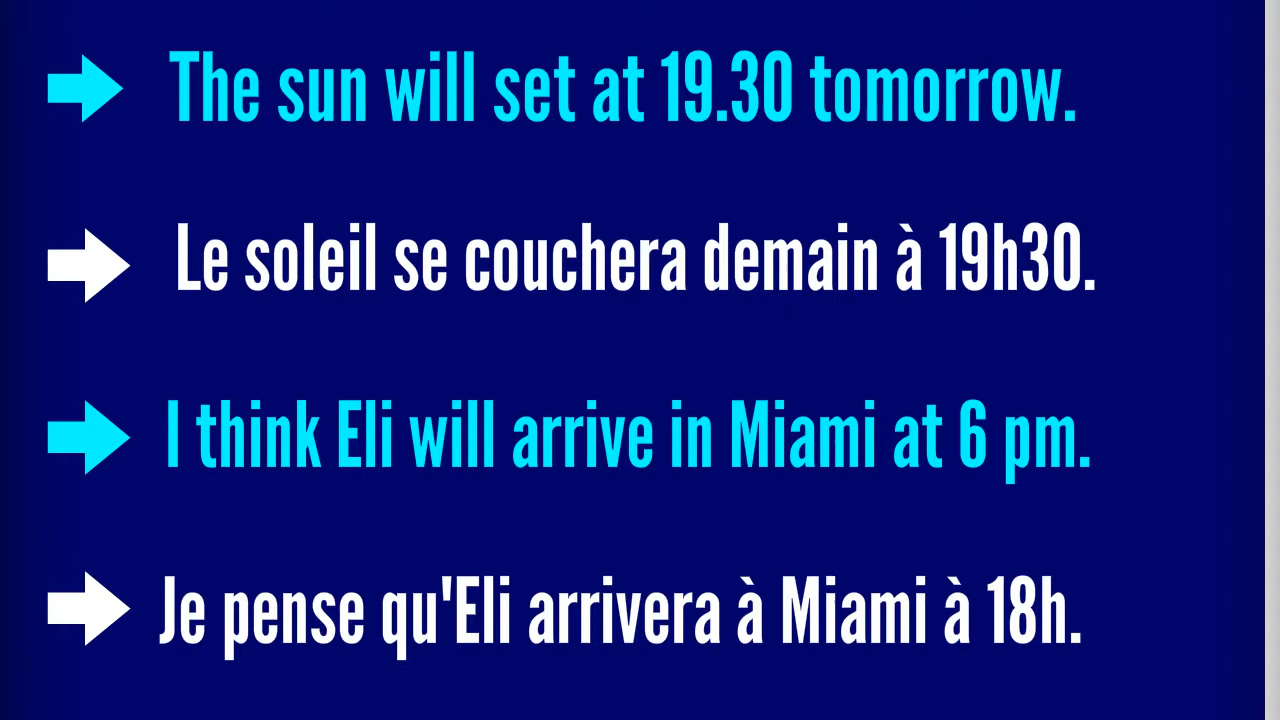 The sun will set at 19.30 tomorrow.
Le soleil se couchera demain à 19h30.
I think Eli will arrive in Miami at 6 pm.
Je pense qu'Eli arrivera à Miami à 18h.